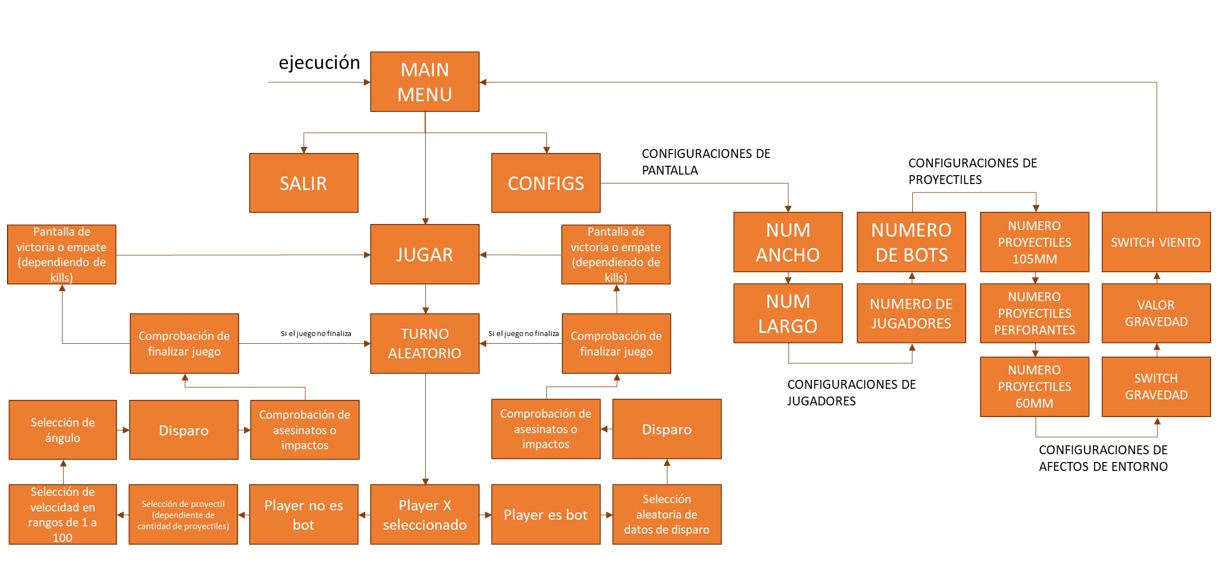 ejecución
MAIN
MENU
SALIR
CONFIGS
CONFIGURACIONES DE
PANTALLA
CONFIGURACIONES DE
PROYECTILES
Pantalla de
victoria o empate
(dependiendo de
kills)
JUGAR
Pantalla de
victoria o empate
(dependiendo de
kills)
NUM
ANCHO
NUMERO
DE BOTS
NUMERO
PROYECTILES
105MM
SWITCH VIENTO
NUM
LARGO
NUMERO DE
JUGADORES
NUMERO
PROYECTILES
PERFORANTES
VALOR
GRAVEDAD
Comprobación de
finalizar juego
Si el juego no finaliza
TURNO
ALEATORIO
Si el juego no finaliza
Comprobación de
finalizar juego
CONFIGURACIONES DE
JUGADORES
NUMERO
PROYECTILES
60MM
SWITCH
GRAVEDAD
CONFIGURACIONES DE
AFECTOS DE ENTORNO
Selección de
ángulo
Disparo
Comprobación de
asesinatos o
impactos
Comprobación de
asesinatos o
impactos
Disparo
Selección de
velocidad en
rangos de 1 a
100
Selección de proyectil
(dependiente de
cantidad de proyectiles)
Player no es
bot
Player X
seleccionado
Player es bot
Selección
aleatoria de
datos de disparo